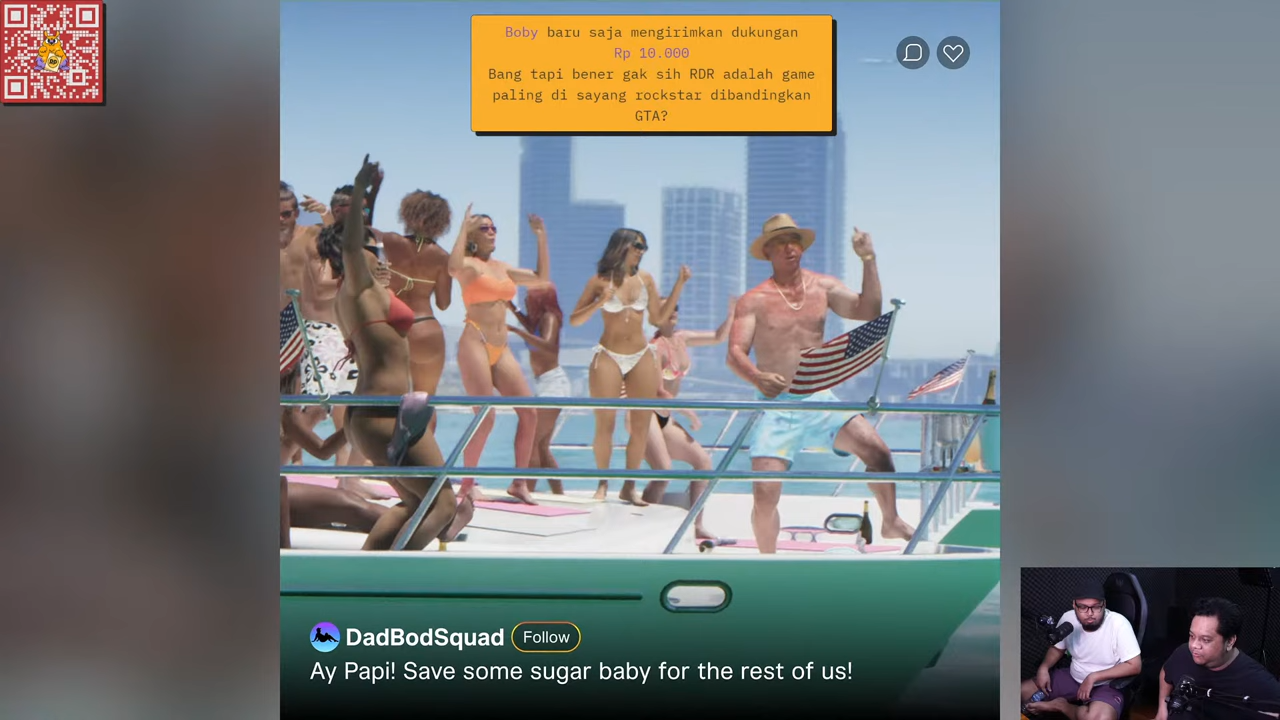 Boby baru saja mengirimkan dukungan
Rp 10.000
Bang tapi bener gak sih RDR adalah game
paling di sayang rockstar dibandingkan
GTA?
DadBodSquad Follow
Ay Papi! Save some sugar baby for the rest of us!